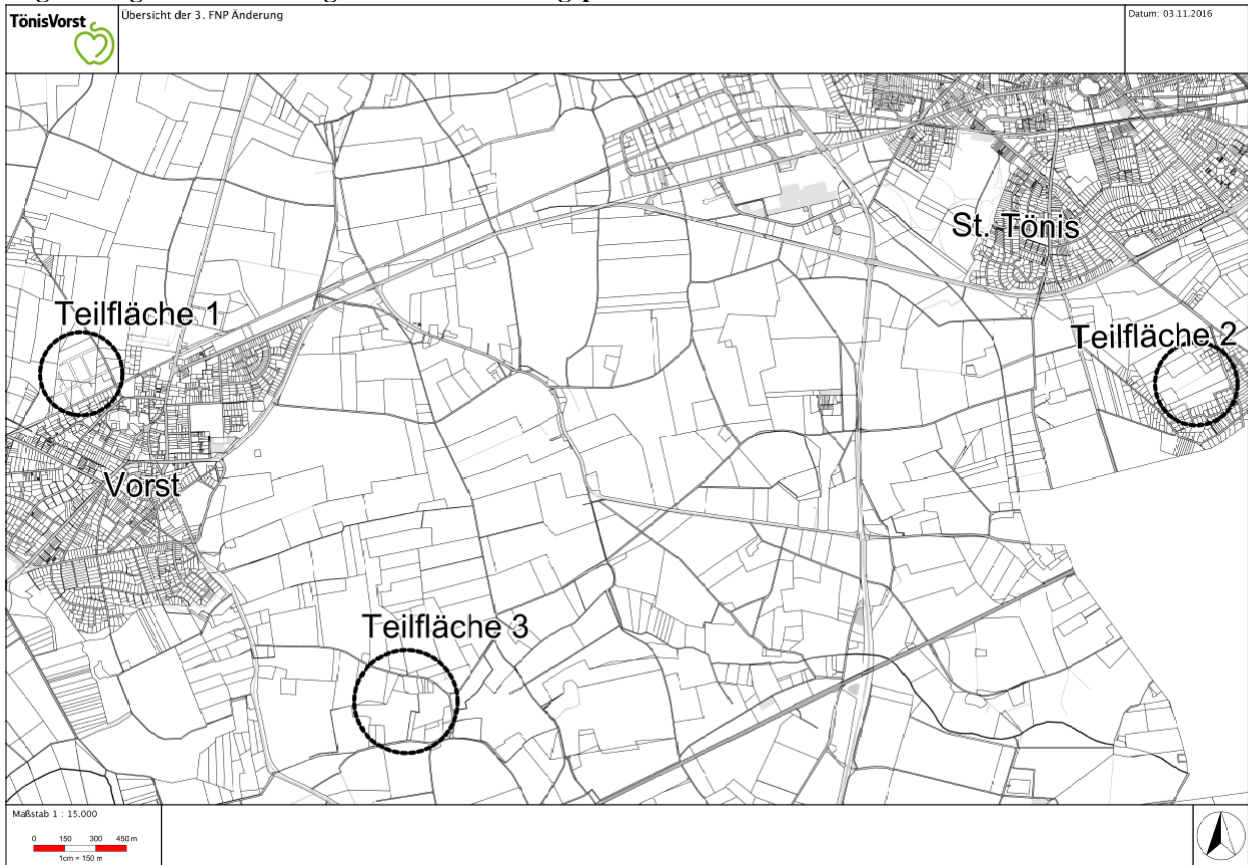 TönisVorst
Übersicht der 3. FNP Änderung
Datum: 03.11.2016
St. Tönis
Teilfläche 1
Teilfläche 2
Vorst
Teilfläche 3
Maßstab 1 : 15.000
0 150 300 450 m
1cm = 150 m